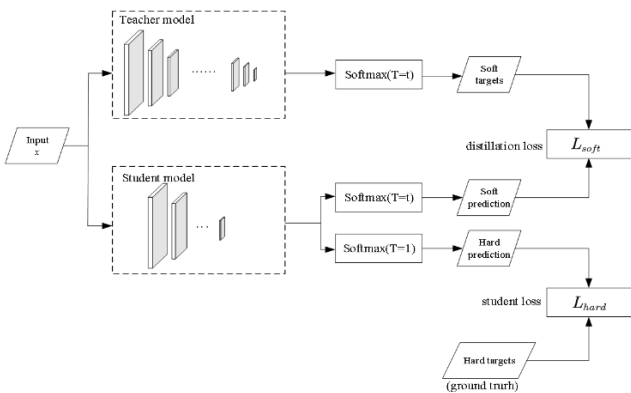 Teacher model
......
Softmax(T=t)
Soft
targets
Input
x
distillation loss
L_soft
Student model
...
Softmax(T=t)
Soft
prediction
Softmax(T=1)
Hard
prediction
student loss
L_hard
Hard targets
(ground trurh)